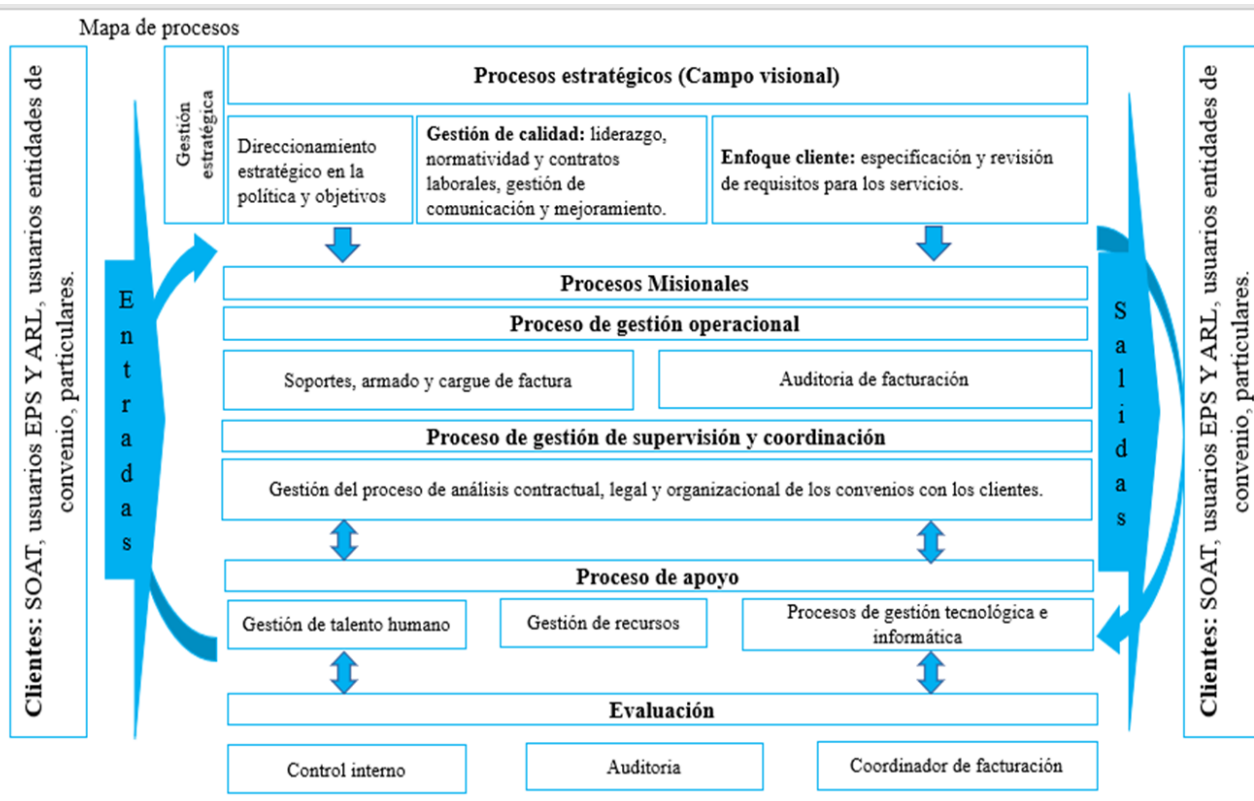 Mapa de procesos
Clientes: SOAT, usuarios EPS Y ARL, usuarios entidades de
convenio, particulares.
Entradas
Gestión
estratégica
Procesos estratégicos (Campo visional)
Direccionamiento
estratégico en la
política y objetivos
Gestión de calidad: liderazgo,
normatividad y contratos
laborales, gestión de
comunicación y mejoramiento.
Enfoque cliente: especificación y revisión
de requisitos para los servicios.
Procesos Misionales
Proceso de gestión operacional
Soportes, armado y cargue de factura
Auditoria de facturación
Proceso de gestión de supervisión y coordinación
Gestión del proceso de análisis contractual, legal y organizacional de los convenios con los clientes.
Proceso de apoyo
Gestión de talento humano
Gestión de recursos
Procesos de gestión tecnológica e
informática
Evaluación
Control interno
Auditoria
Coordinador de facturación
Salidas
Clientes: SOAT, usuarios EPS Y ARL, usuarios entidades de
convenio, particulares.